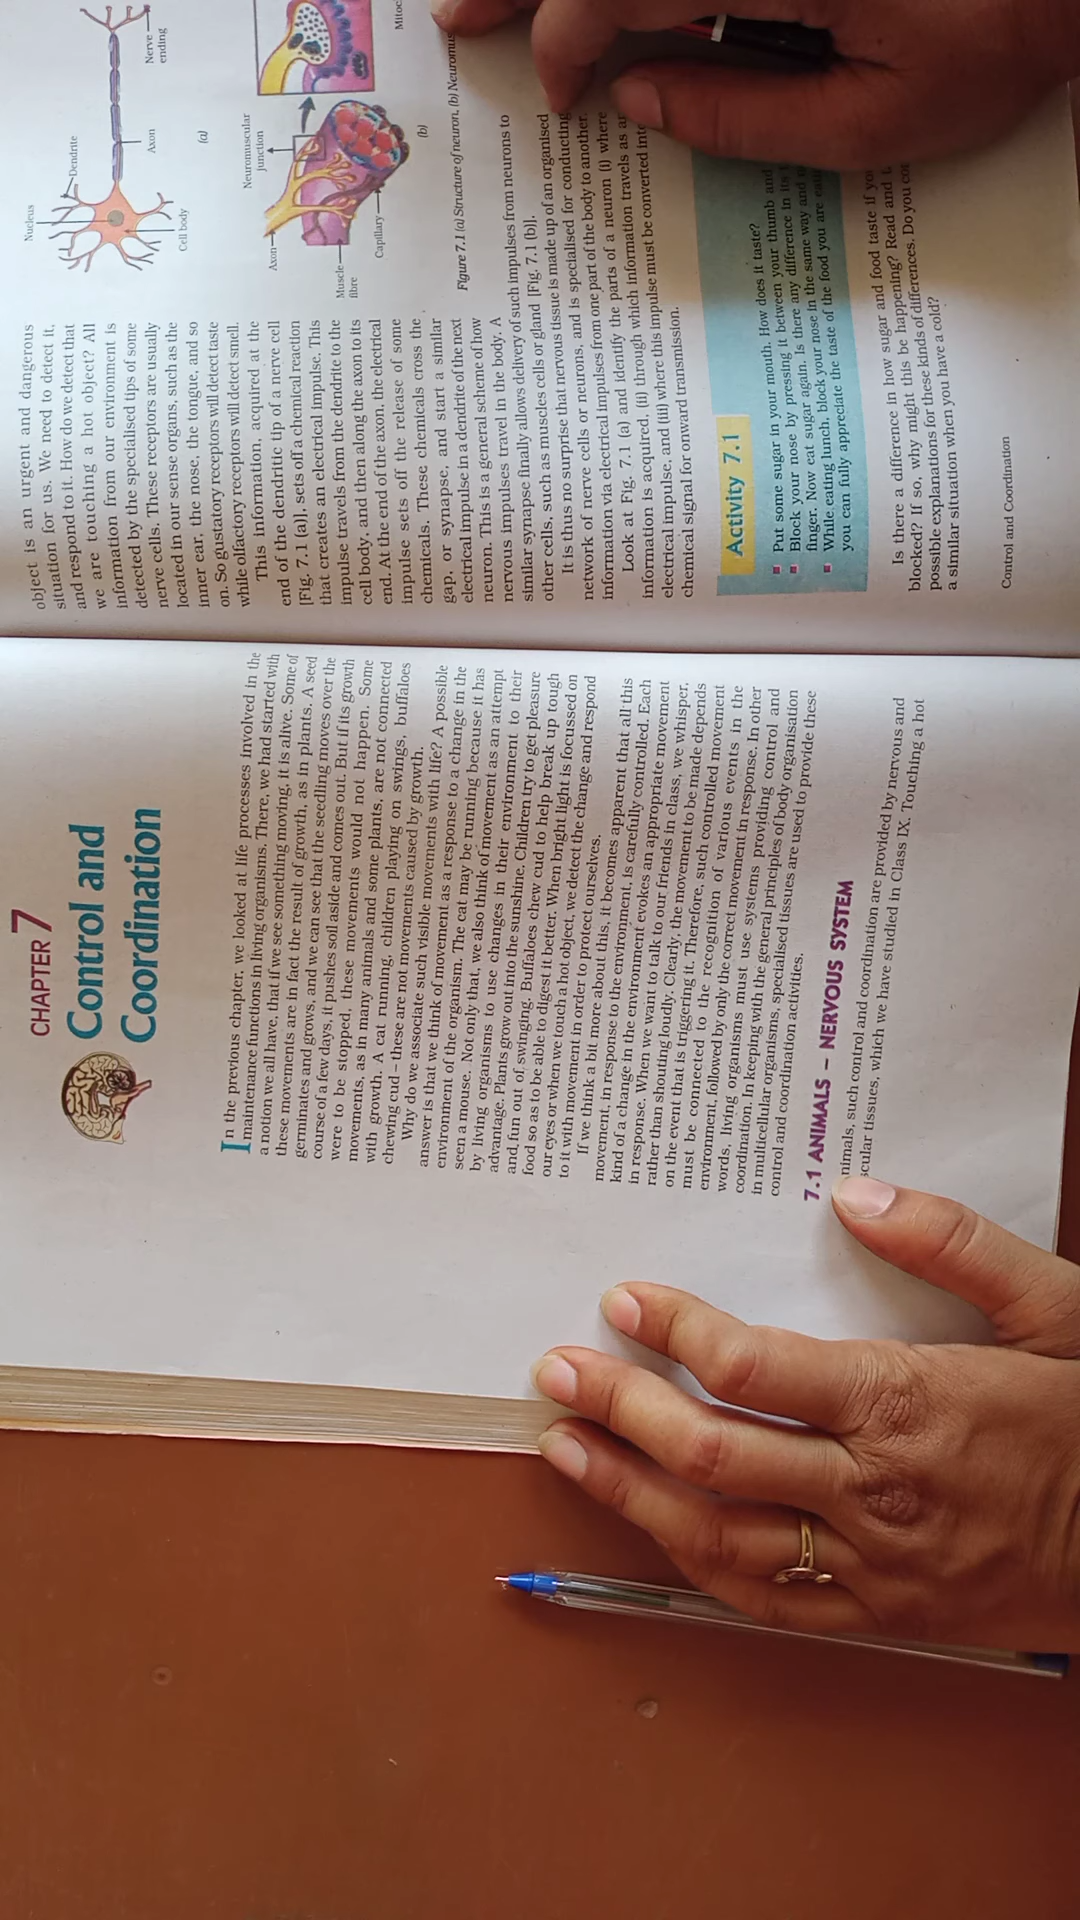 CHAPTER 7
Control and
Coordination
In the previous chapter, we looked at life processes involved in the
maintenance functions in living organisms. There, we had started with
a notion we all have, that if we see something moving, it is alive. Some of
these movements are in fact the result of growth, as in plants. A seed
germinates and grows, and we can see that the seedling moves over the
course of a few days, it pushes soil aside and comes out. But if its growth
were to be stopped, these movements would not happen. Some
movements, as in many animals and some plants, are not connected
with growth. A cat running, children playing on swings, buffaloes
chewing cud – these are not movements caused by growth.
Why do we associate such visible movements with life? A possible
answer is that we think of movement as a response to a change in the
environment of the organism. The cat may be running because it has
seen a mouse. Not only that, we also think of movement as an attempt
by living organisms to use changes in their environment to their
advantage. Plants grow out into the sunshine. Children try to get pleasure
and fun out of swinging. Buffaloes chew cud to help break up tough
food so as to be able to digest it better. When bright light is focussed on
our eyes or when we touch a hot object, we detect the change and respond
to it with movement in order to protect ourselves.
If we think a bit more about this, it becomes apparent that all this
movement, in response to the environment, is carefully controlled. Each
kind of a change in the environment evokes an appropriate movement
in response. When we want to talk to our friends in class, we whisper,
rather than shouting loudly. Clearly, the movement to be made depends
on the event that is triggering it. Therefore, such controlled movement
must be connected to the recognition of various events in the
environment, followed by only the correct movement in response. In other
words, living organisms must use systems providing control and
coordination. In keeping with the general principles of body organisation
in multicellular organisms, specialised tissues are used to provide these
control and coordination activities.
7.1 ANIMALS – NERVOUS SYSTEM
nimals, such control and coordination are provided by nervous and
scular tissues, which we have studied in Class IX. Touching a hot
object is an urgent and dangerous
situation for us. We need to detect it,
and respond to it. How do we detect that
we are touching a hot object? All
information from our environment is
detected by the specialised tips of some
nerve cells. These receptors are usually
located in our sense organs, such as the
inner ear, the nose, the tongue, and so
on. So gustatory receptors will detect taste
while olfactory receptors will detect smell.
This information, acquired at the
end of the dendritic tip of a nerve cell
[Fig. 7.1 (a)], sets off a chemical reaction
that creates an electrical impulse. This
impulse travels from the dendrite to the
cell body, and then along the axon to its
end. At the end of the axon, the electrical
impulse sets off the release of some
chemicals. These chemicals cross the
gap, or synapse, and start a similar
electrical impulse in a dendrite of the next
neuron. This is a general scheme of how
nervous impulses travel in the body. A
similar synapse finally allows delivery of such impulses from neurons to
other cells, such as muscles cells or gland [Fig. 7.1 (b)].
It is thus no surprise that nervous tissue is made up of an organised
network of nerve cells or neurons, and is specialised for conducting
information via electrical impulses from one part of the body to another.
Look at Fig. 7.1 (a) and identify the parts of a neuron (i) where
information is acquired, (ii) through which information travels as an
electrical impulse, and (iii) where this impulse must be converted into
chemical signal for onward transmission.
Nucleus
Dendrite
Nerve
ending
Axon
Cell body
(a)
Neuromuscular
junction
Axon
Muscle
fibre
Capillary
Mitoc
(b)
Figure 7.1 (a) Structure of neuron, (b) Neuromus
Activity 7.1
Put some sugar in your mouth. How does it taste?
Block your nose by pressing it between your thumb and
finger. Now eat sugar again. Is there any difference in its
While eating lunch, block your nose in the same way and
you can fully appreciate the taste of the food you are
Is there a difference in how sugar and food taste if
blocked? If so, why might this be happening? Read and
possible explanations for these kinds of differences. Do you
a similar situation when you have a cold?
Control and Coordination